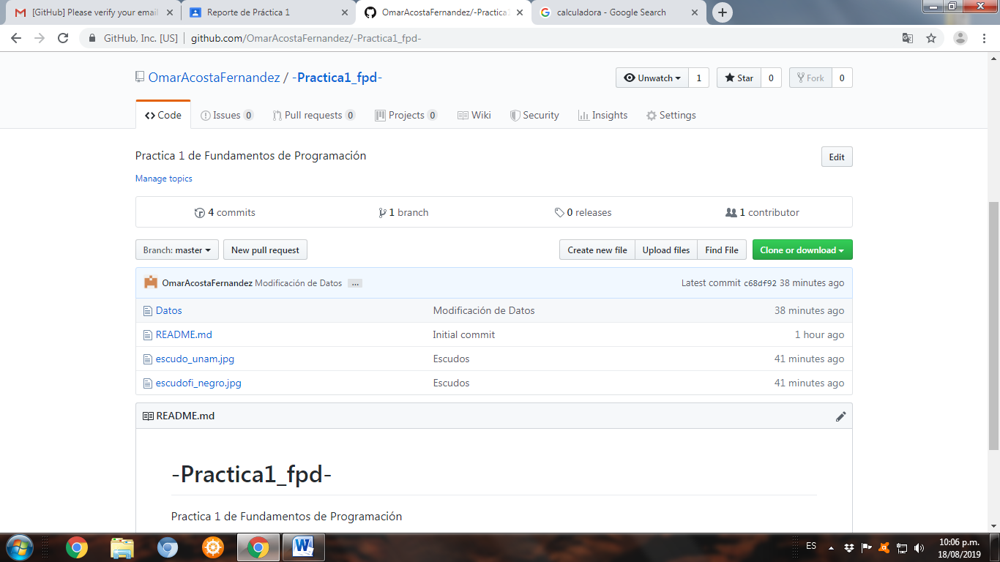 [GitHub] Please verify your email
Reporte de Práctica 1
OmarAcostaFernandez/-Practica1
calculadora - Google Search
GitHub, Inc. [US] | github.com/OmarAcostaFernandez/-Practica1_fpd-
OmarAcostaFernandez / -Practica1_fpd-
Unwatch 1
Star 0
Fork 0
Code
Issues 0
Pull requests 0
Projects 0
Wiki
Security
Insights
Settings
Practica 1 de Fundamentos de Programación
Edit
Manage topics
4 commits
1 branch
0 releases
1 contributor
Branch: master
New pull request
Create new file
Upload files
Find File
Clone or download
OmarAcostaFernandez Modificación de Datos ...
Latest commit c68df92 38 minutes ago
Datos Modificación de Datos 38 minutes ago
README.md Initial commit 1 hour ago
escudo_unam.jpg Escudos 41 minutes ago
escudofi_negro.jpg Escudos 41 minutes ago
README.md
-Practica1_fpd-
Practica 1 de Fundamentos de Programación
ES
10:06 p.m.
18/08/2019